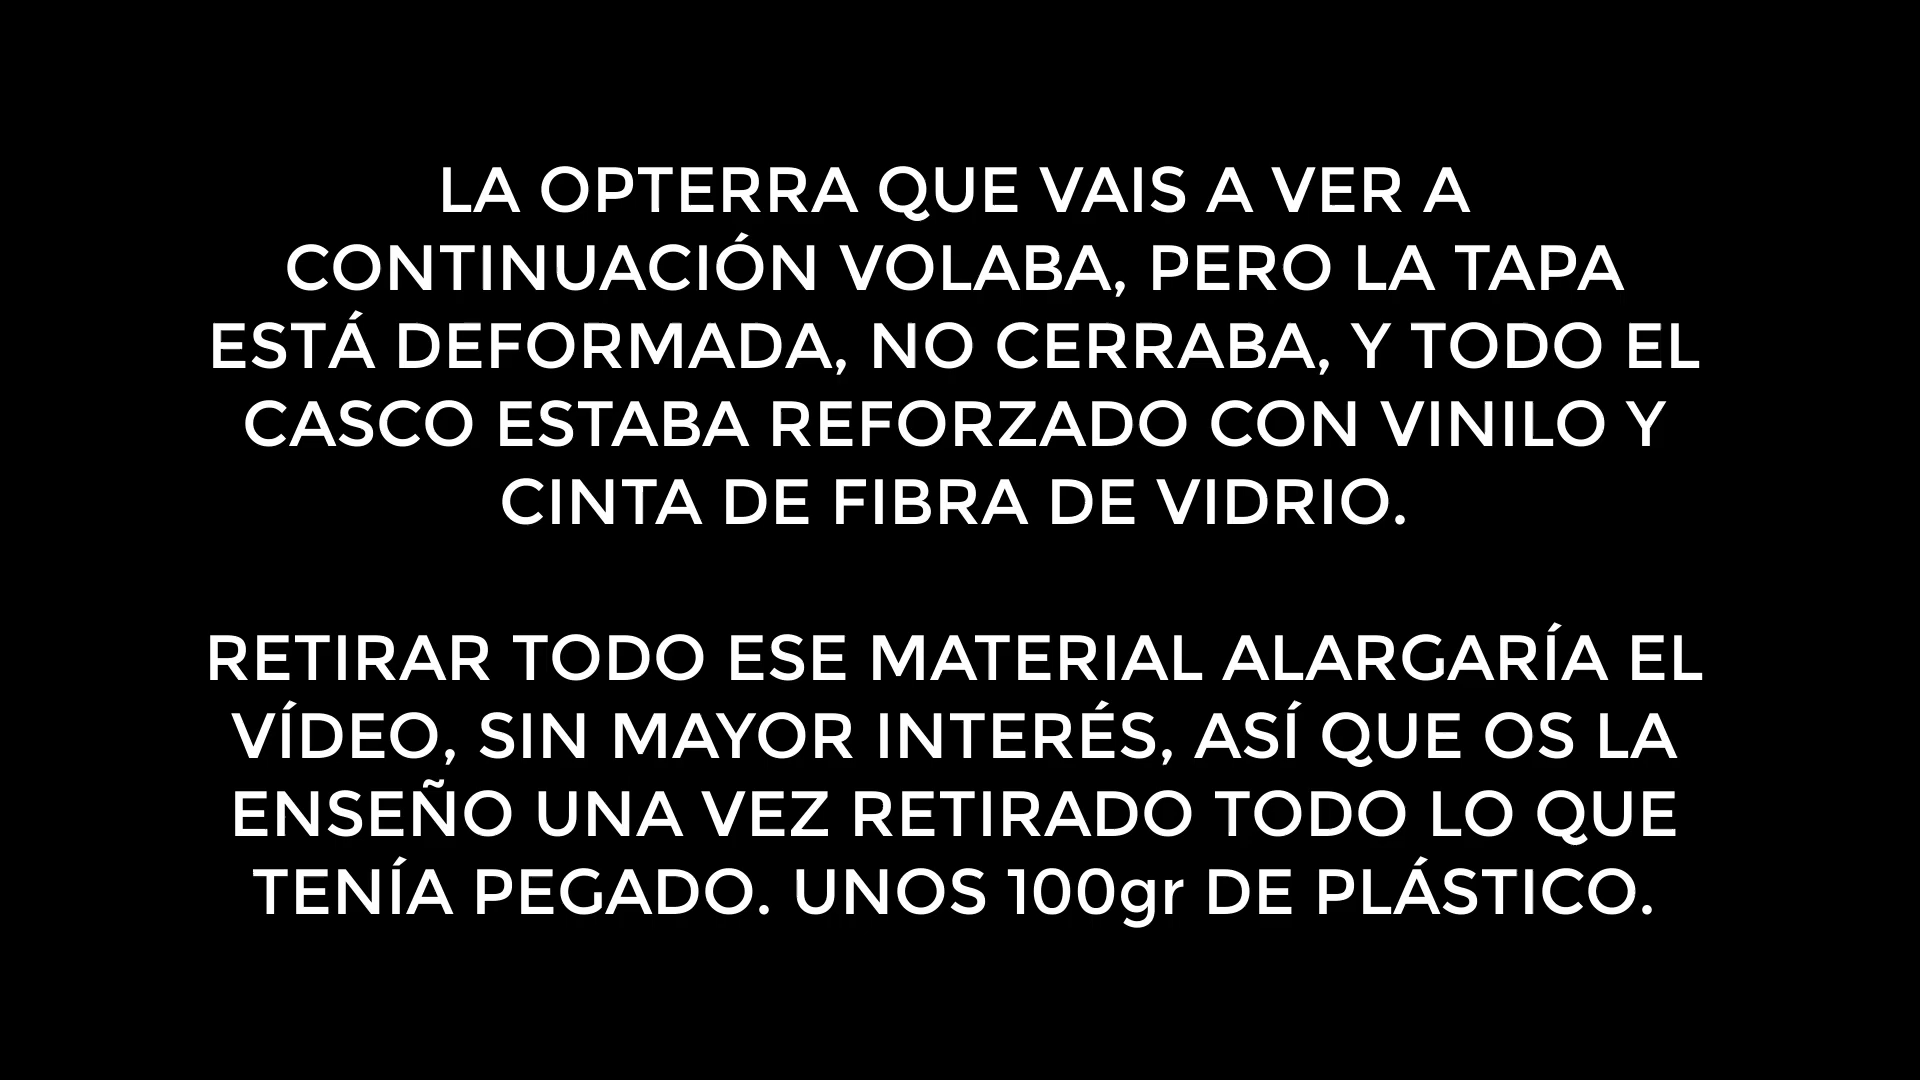 LA OPTERRA QUE VAIS A VER A
CONTINUACIÓN VOLABA, PERO LA TAPA
ESTÁ DEFORMADA, NO CERRABA, Y TODO EL
CASCO ESTABA REFORZADO CON VINILO Y
CINTA DE FIBRA DE VIDRIO.
RETIRAR TODO ESE MATERIAL ALARGARÍA EL
VÍDEO, SIN MAYOR INTERÉS, ASÍ QUE OS LA
ENSEÑO UNA VEZ RETIRADO TODO LO QUE
TENÍA PEGADO. UNOS 100gr DE PLÁSTICO.